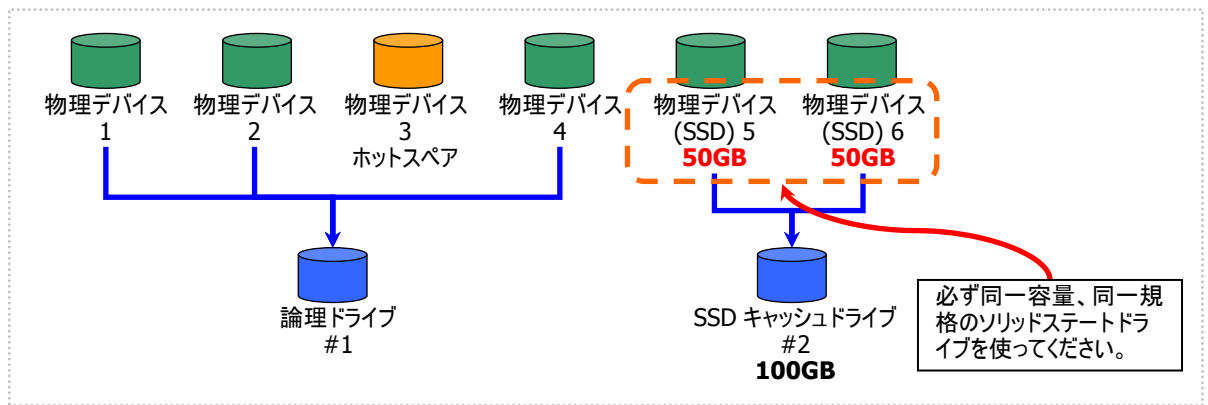 物理デバイス
1
物理デバイス
2
物理デバイス
3
ホットスペア
物理デバイス
4
物理デバイス
(SSD) 5
50GB
物理デバイス
(SSD) 6
50GB
論理ドライブ
#1
SSD キャッシュドライブ
#2
100GB
必ず同一容量、同一規
格のソリッドステートドラ
イブを使ってください。